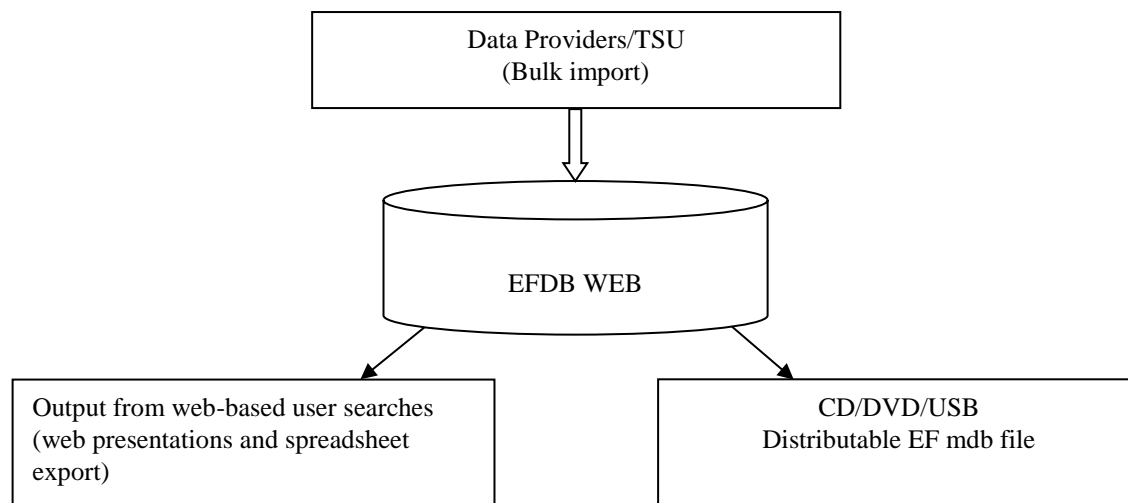 Data Providers/TSU
(Bulk import)
EFDB WEB
Output from web-based user searches
(web presentations and spreadsheet
export)
CD/DVD/USB
Distributable EF mdb file